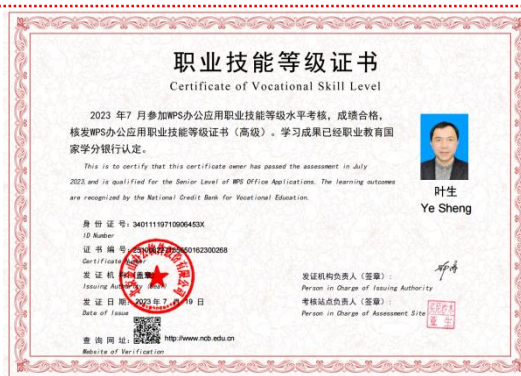 职业技能等级证书
Certificate of Vocational Skill Level
2023 年7 月参加WPS办公应用职业技能等级水平考核，成绩合格，
核发WPS办公应用职业技能等级证书（高级）。学习成果已经职业教育国
家学分银行认定。
This is to certify that this certificate owner has passed the assessment in July
2023,and is qualified for the Senior Level of WPS Office Applications. The learning outcomes
are recognized by the National Credit Bank for Vocational Education.
叶生
Ye Sheng
身 份 证 号：34011119710906453X
ID Number
证 书 编 号：
Certificate
发 证 机 构（盖章）
Issuing Authority
发 证 日 期：2023 年 7 月 19 日
Date of Issue
查 询 网 址：
http://www.ncb.edu.cn
Website of Verification
发证机构负责人（签章）：
Person in Charge of Issuing Authority
考核站点负责人（签章）：
Person in Charge of Assessment Site